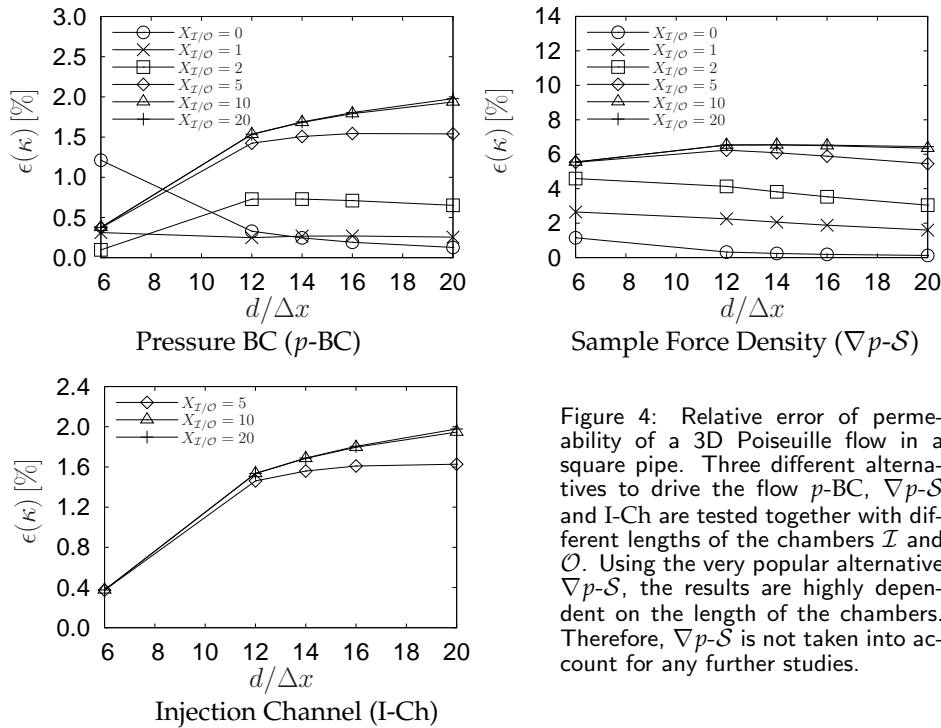 ϵ(κ) [%]
3.0
2.5
2.0
1.5
1.0
0.5
0.0
X_{ℐ/𝒪} = 0
X_{ℐ/𝒪} = 1
X_{ℐ/𝒪} = 2
X_{ℐ/𝒪} = 5
X_{ℐ/𝒪} = 10
X_{ℐ/𝒪} = 20
6 8 10 12 14 16 18 20
d/Δx
Pressure BC (p-BC)
ϵ(κ) [%]
14
12
10
8
6
4
2
0
X_{ℐ/𝒪} = 0
X_{ℐ/𝒪} = 1
X_{ℐ/𝒪} = 2
X_{ℐ/𝒪} = 5
X_{ℐ/𝒪} = 10
X_{ℐ/𝒪} = 20
6 8 10 12 14 16 18 20
d/Δx
Sample Force Density (∇p-𝒮)
ϵ(κ) [%]
2.4
2.0
1.6
1.2
0.8
0.4
0.0
X_{ℐ/𝒪} = 5
X_{ℐ/𝒪} = 10
X_{ℐ/𝒪} = 20
6 8 10 12 14 16 18 20
d/Δx
Injection Channel (I-Ch)
Figure 4: Relative error of perme-
ability of a 3D Poiseuille flow in a
square pipe. Three different alterna-
tives to drive the flow p-BC, ∇p-𝒮
and I-Ch are tested together with dif-
ferent lengths of the chambers ℐ and
𝒪. Using the very popular alternative
∇p-𝒮, the results are highly depen-
dent on the length of the chambers.
Therefore, ∇p-𝒮 is not taken into ac-
count for any further studies.